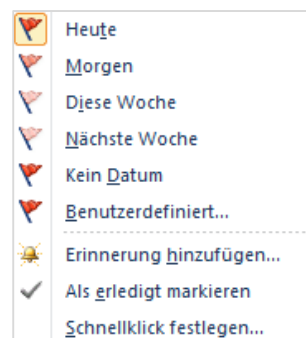 Heute
Morgen
Diese Woche
Nächste Woche
Kein Datum
Benutzerdefiniert...
Erinnerung hinzufügen...
Als erledigt markieren
Schnellklick festlegen...